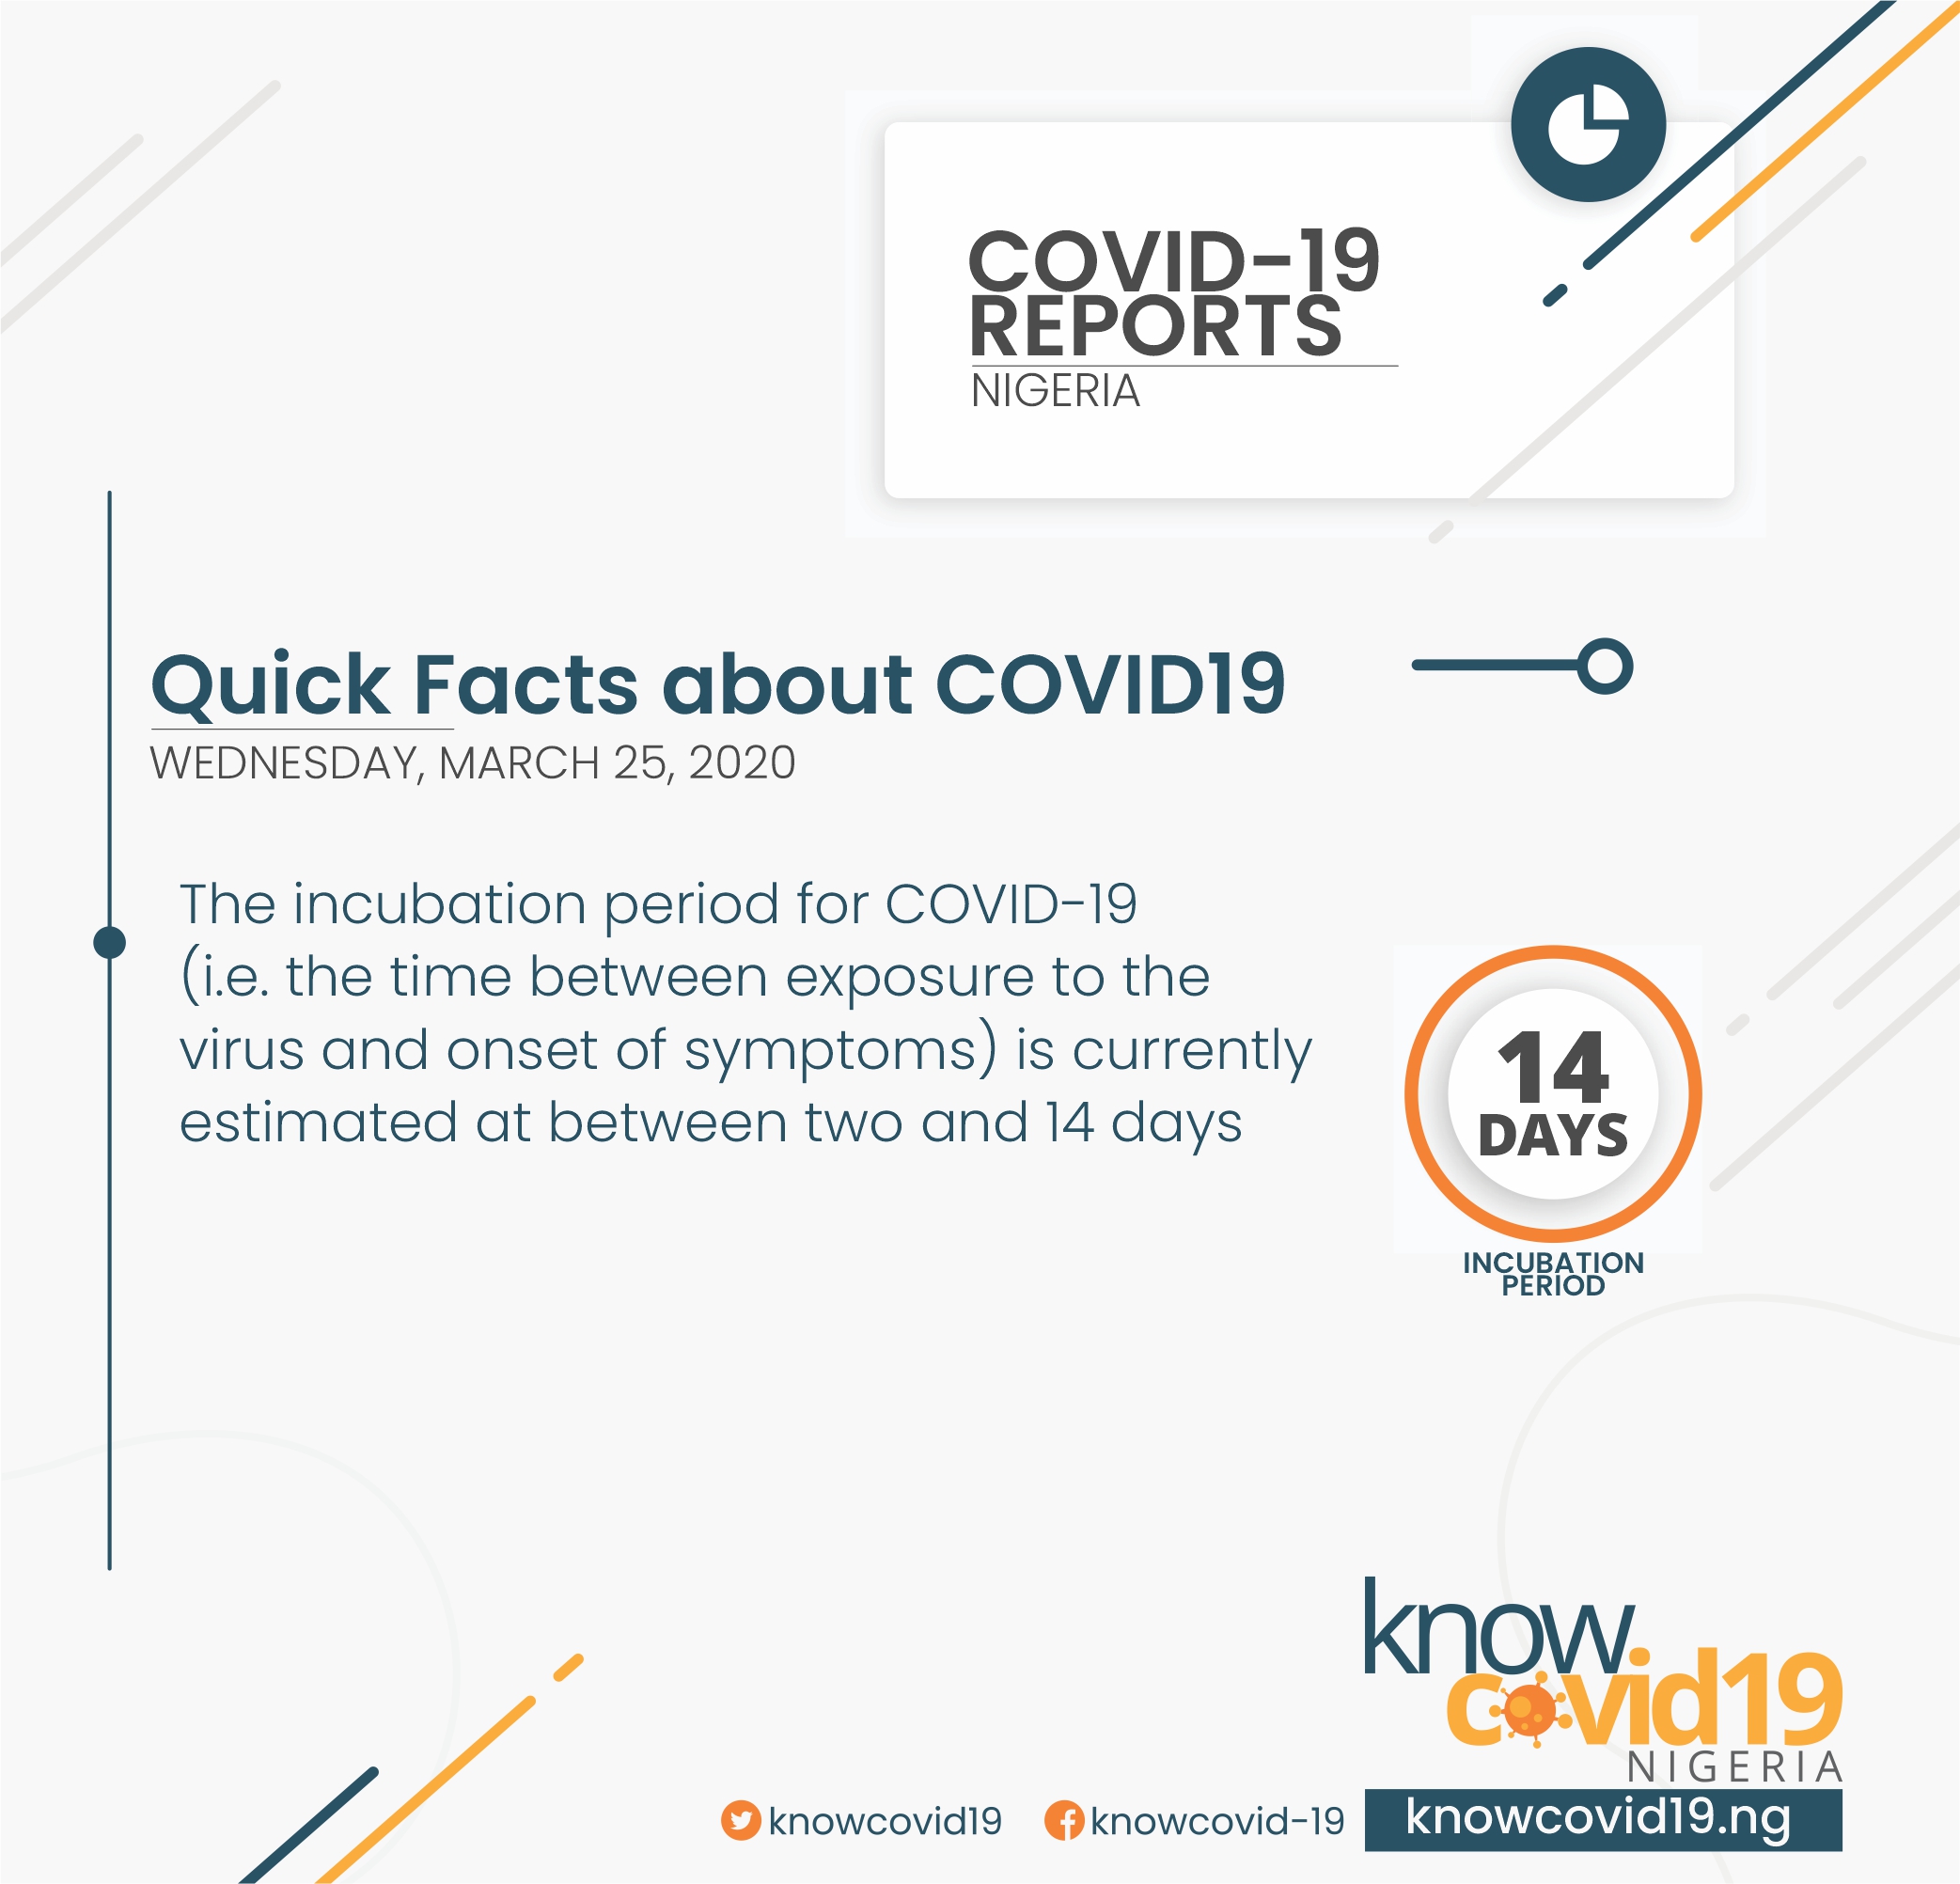 COVID-19
REPORTS
NIGERIA
Quick Facts about COVID19
WEDNESDAY, MARCH 25, 2020
The incubation period for COVID-19
(i.e. the time between exposure to the
virus and onset of symptoms) is currently
estimated at between two and 14 days
14
DAYS
INCUBATION
PERIOD
know
covid19
NIGERIA
knowcovid19 knowcovid-19 knowcovid19.ng